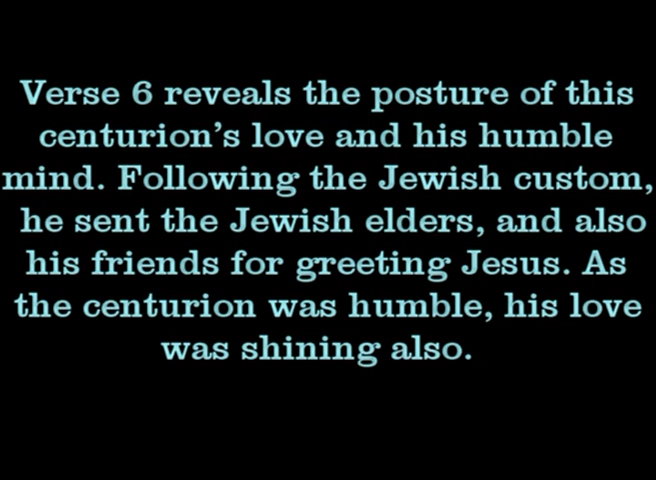 Verse 6 reveals the posture of this
centurion’s love and his humble
mind. Following the Jewish custom,
he sent the Jewish elders, and also
his friends for greeting Jesus. As
the centurion was humble, his love
was shining also.